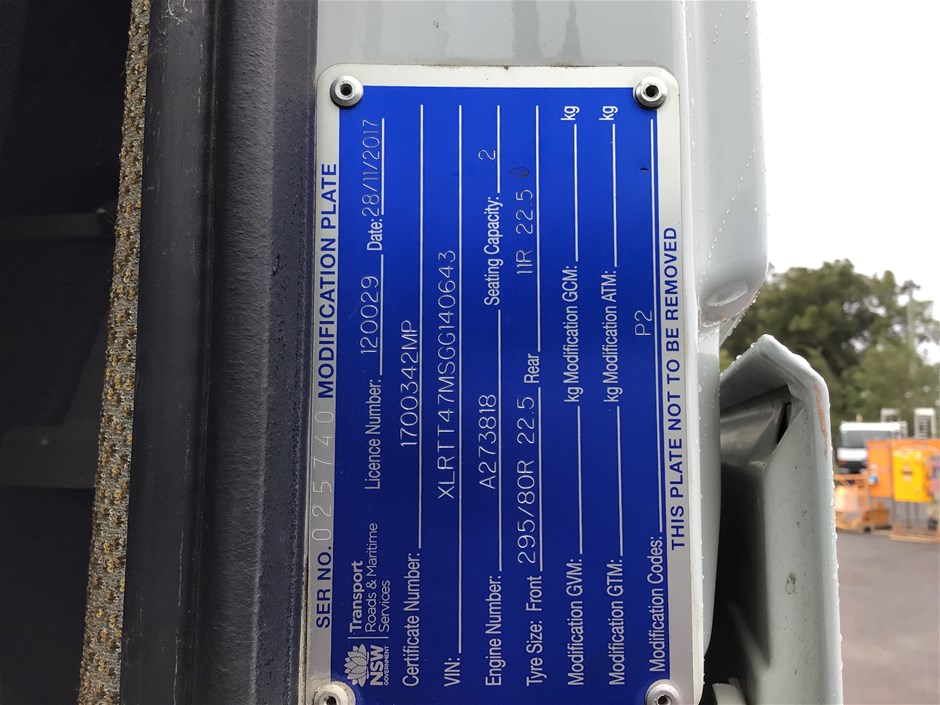 SER NO. 025740 MODIFICATION PLATE
NSW GOVERNMENT
Transport
Roads & Maritime
Services
Licence Number: 120029 Date: 28/11/2017
Certificate Number: 1700342MP
VIN: XLRTT47MSGG140643
Engine Number: A273818 Seating Capacity: 2
Tyre Size: Front 295/80R 22.5 Rear 11R 22 5
Modification GVM: kg Modification GCM: kg
Modification GTM: kg Modification ATM: kg
Modification Codes: P2
THIS PLATE NOT TO BE REMOVED